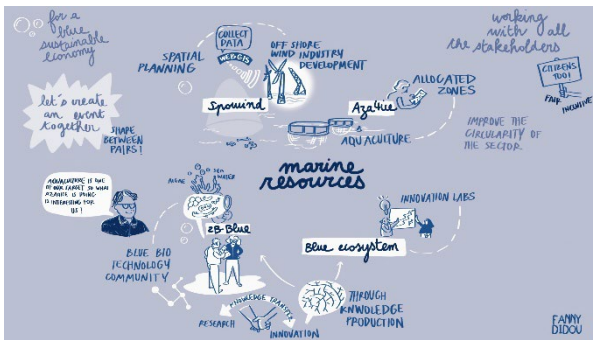 for a
blue
sustainable
economy
let's create
an event
together
SHARE
BETWEEN
PAIRS!
COLLECT
DATA
WEBGIS
SPATIAL
PLANNING
OFF SHORE
WIND INDUSTRY
DEVELOPMENT
Spowind
working
with all
the stakeholders
CITIZENS
TOO!
FAIR
INCENTIVE
Aza4ice
ALLOCATED
ZONES
&
AQUACULTURE
IMPROVE THE
CIRCULARITY OF
THE SECTOR.
marine
resources
AQUACULTURE IS ONE
OF OUR TARGET SO WHAT
AZA4ICE IS DOING
IS INTERESTING FOR
US!
ALGAE
SEA
WATER
2B-Blue
BLUE BIO
TECHNOLOGY
COMMUNITY
INNOVATION LABS
Blue ecosystem
THROUGH
KNWOLEDGE
PRODUCTION
KNOWLEDGE TRANSFER
RESEARCH
INNOVATION
FANNY
DIDOU